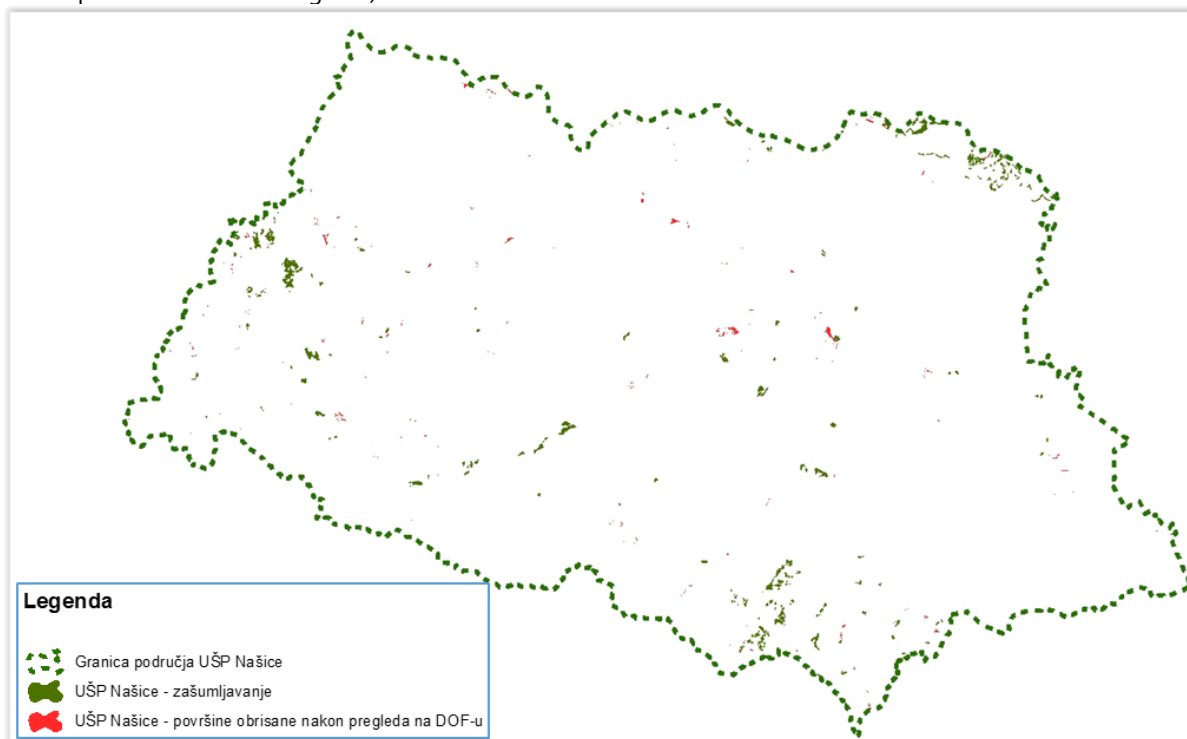 Legenda
Granica područja UŠP Našice
UŠP Našice - zašumljavanje
UŠP Našice - površine obrisane nakon pregleda na DOF-u